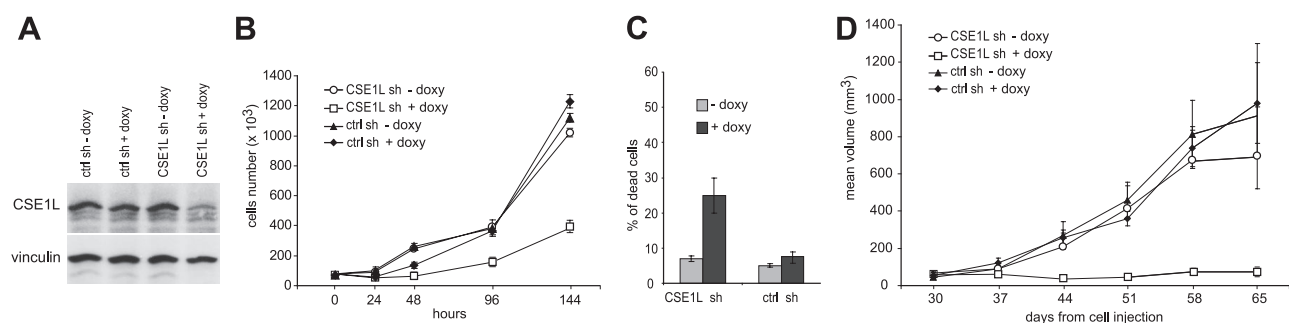 A
ctrl sh - doxy
ctrl sh + doxy
CSE1L sh - doxy
CSE1L sh + doxy
CSE1L
vinculin
B
CSE1L sh - doxy
CSE1L sh + doxy
ctrl sh - doxy
ctrl sh + doxy
cells number (x 10³)
1400
1200
1000
800
600
400
200
0
0 24 48 96 144
hours
C
- doxy
+ doxy
% of dead cells
60
50
40
30
20
10
0
CSE1L sh ctrl sh
D
CSE1L sh - doxy
CSE1L sh + doxy
ctrl sh - doxy
ctrl sh + doxy
mean volume (mm³)
1400
1200
1000
800
600
400
200
0
30 37 44 51 58 65
days from cell injection